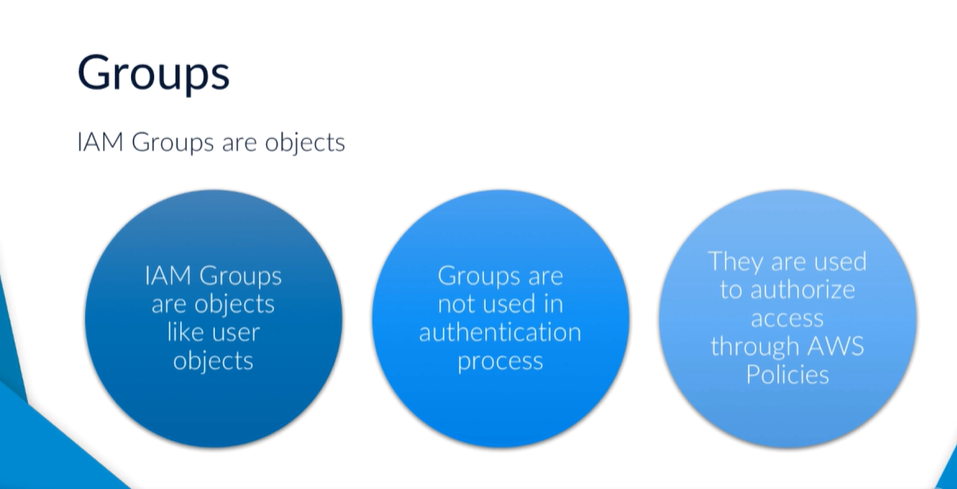 Groups
IAM Groups are objects
IAM Groups
are objects
like user
objects
Groups are
not used in
authentication
process
They are used
to authorize
access
through AWS
Policies